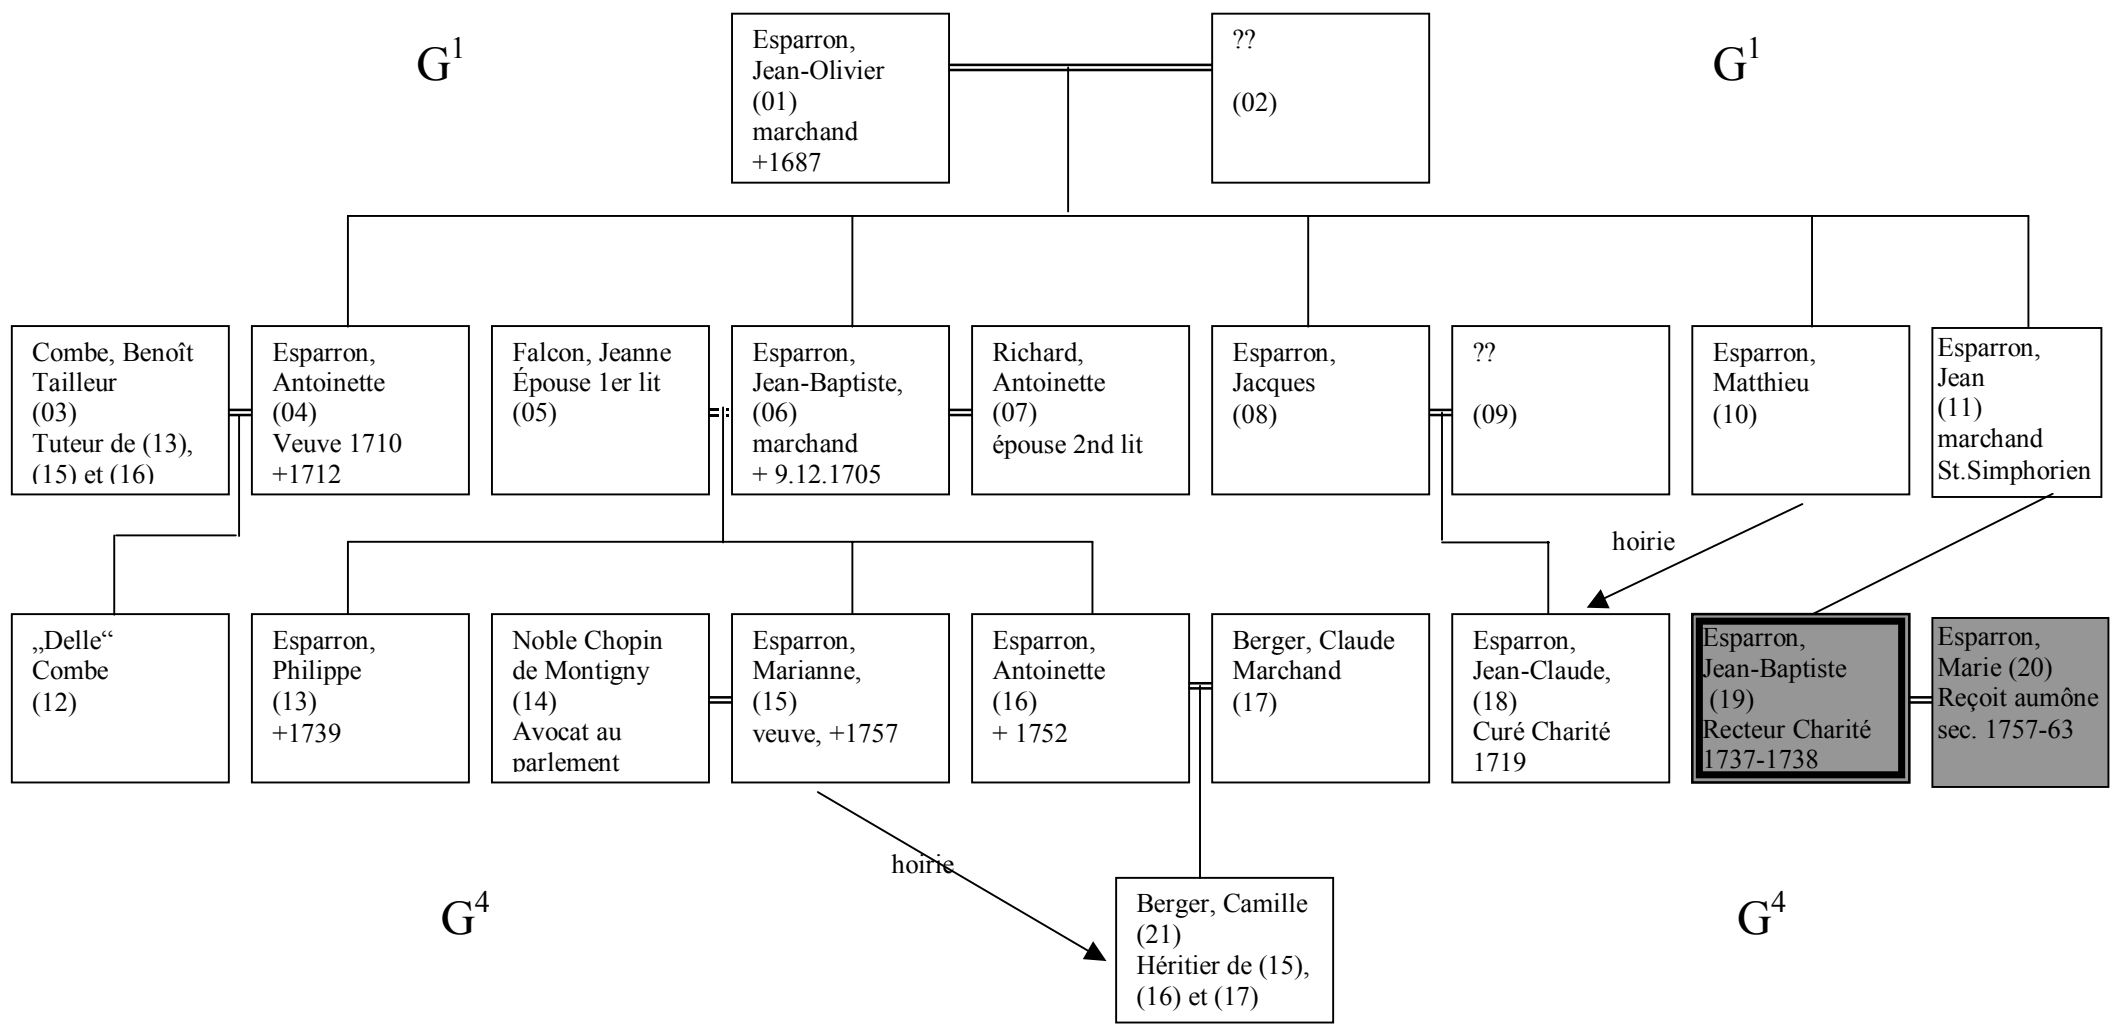 G1
Esparron,
Jean-Olivier
(01)
marchand
+1687
??
(02)
G1
Combe, Benoît
Tailleur
(03)
Tuteur de (13),
(15) et (16)
Esparron,
Antoinette
(04)
Veuve 1710
+1712
Falcon, Jeanne
Épouse 1er lit
(05)
Esparron,
Jean-Baptiste,
(06)
marchand
+ 9.12.1705
Richard,
Antoinette
(07)
épouse 2nd lit
Esparron,
Jacques
(08)
??
(09)
Esparron,
Matthieu
(10)
Esparron,
Jean
(11)
marchand
St.Simphorien
hoirie
„Delle“
Combe
(12)
Esparron,
Philippe
(13)
+1739
Noble Chopin
de Montigny
(14)
Avocat au
parlement
Esparron,
Marianne,
(15)
veuve, +1757
Esparron,
Antoinette
(16)
+ 1752
Berger, Claude
Marchand
(17)
Esparron,
Jean-Claude,
(18)
Curé Charité
1719
Esparron,
Jean-Baptiste
(19)
Recteur Charité
1737-1738
Esparron,
Marie (20)
Reçoit aumône
sec. 1757-63
hoirie
G4
Berger, Camille
(21)
Héritier de (15),
(16) et (17)
G4